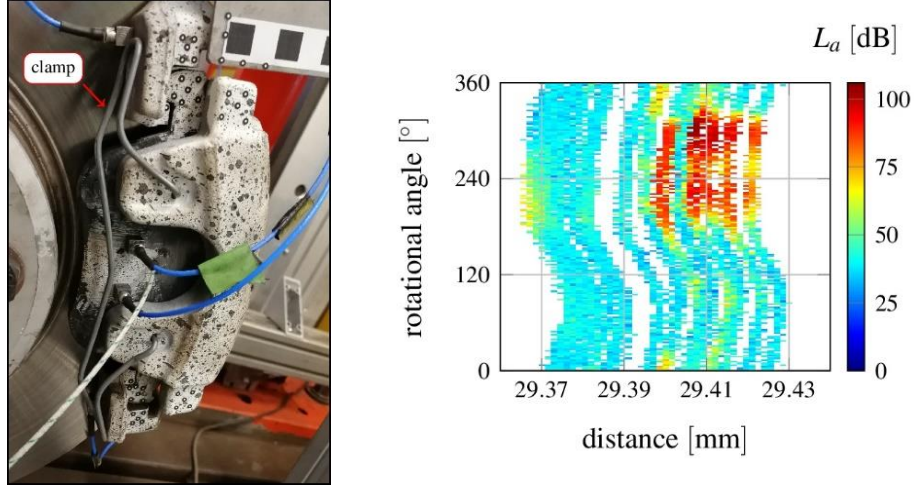 clamp
L_a [dB]
360
240
120
0
rotational angle [°]
29.37 29.39 29.41 29.43
distance [mm]
100
75
50
25
0